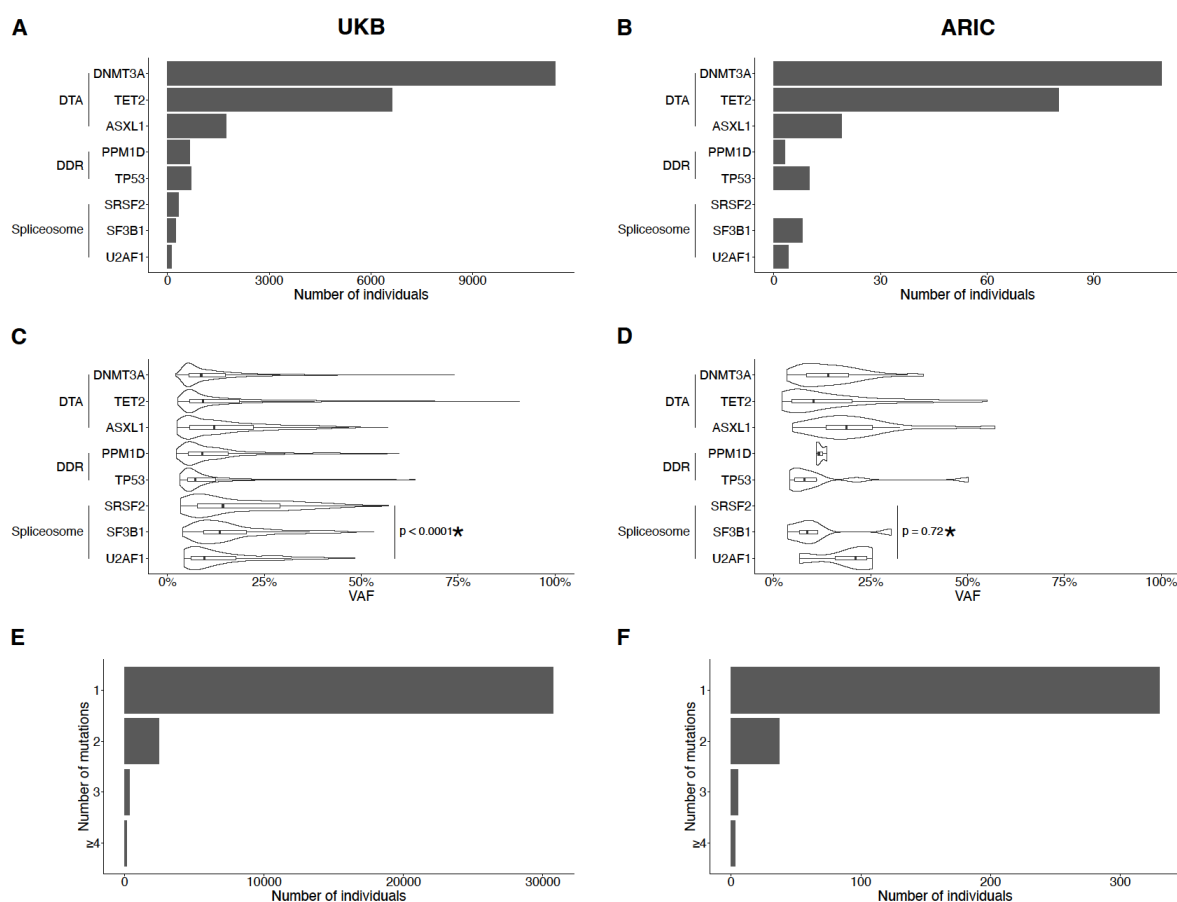 A UKB
DNMT3A
DTA TET2
ASXL1
PPM1D
DDR
TP53
SRSF2
Spliceosome SF3B1
U2AF1
0 3000 6000 9000
Number of individuals
B ARIC
DNMT3A
DTA TET2
ASXL1
PPM1D
DDR
TP53
SRSF2
Spliceosome SF3B1
U2AF1
0 30 60 90
Number of individuals
C
DNMT3A
DTA TET2
ASXL1
PPM1D
DDR
TP53
SRSF2
Spliceosome SF3B1
U2AF1
p < 0.0001★
0% 25% 50% 75% 100%
VAF
D
DNMT3A
DTA TET2
ASXL1
PPM1D
DDR
TP53
SRSF2
Spliceosome SF3B1
U2AF1
p = 0.72★
0% 25% 50% 75% 100%
VAF
E
Number of mutations
1
2
3
≥4
0 10000 20000 30000
Number of individuals
F
Number of mutations
1
2
3
≥4
0 100 200 300
Number of individuals